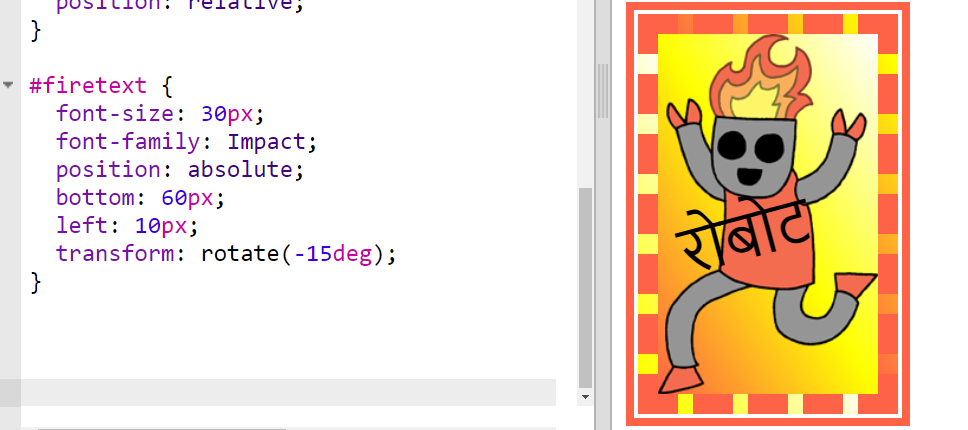 position: relative;
}
#firetext {
font-size: 30px;
font-family: Impact;
position: absolute;
bottom: 60px;
left: 10px;
transform: rotate(-15deg);
}
रोबोट